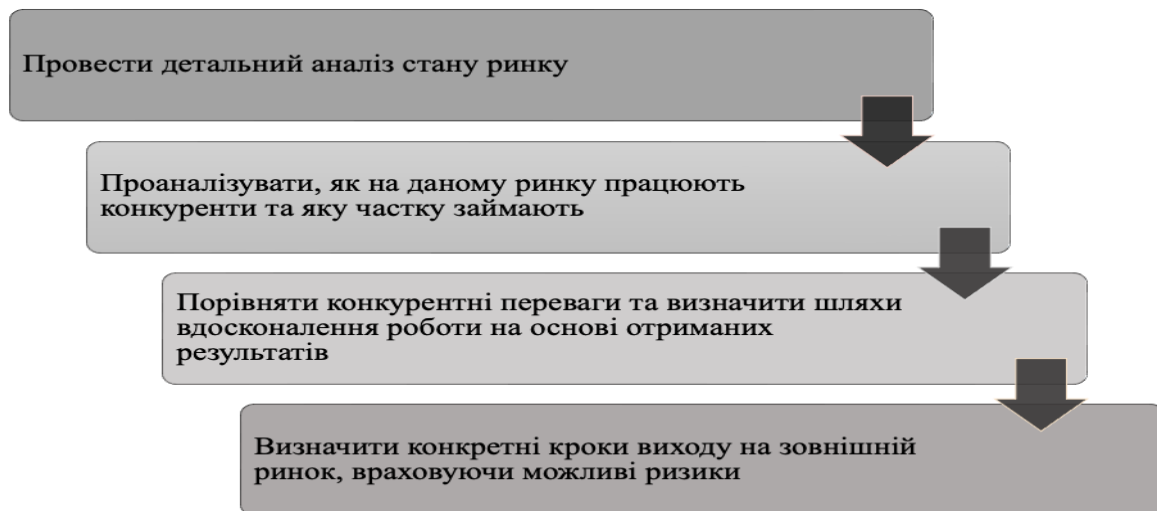 Провести детальний аналіз стану ринку
Проаналізувати, як на даному ринку працюють
конкуренти та яку частку займають
Порівняти конкурентні переваги та визначити шляхи
вдосконалення роботи на основі отриманих
результатів
Визначити конкретні кроки виходу на зовнішній
ринок, враховуючи можливі ризики